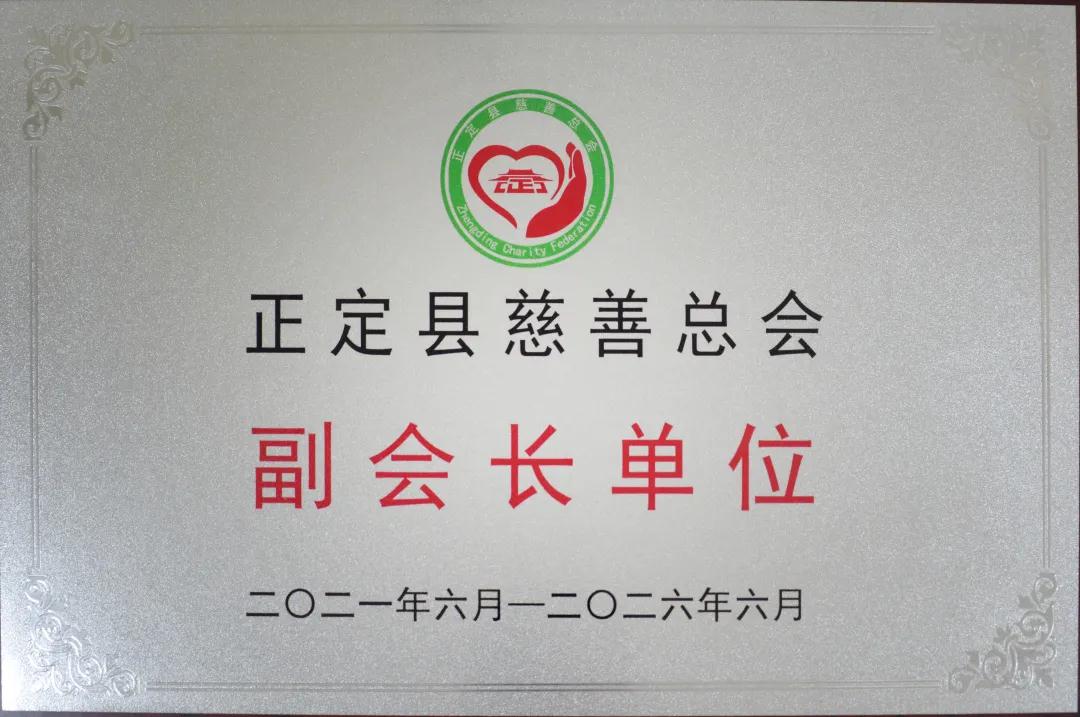 正定县慈善总会
Zhengding Charity Federation
正定县慈善总会
副会长单位
二〇二一年六月—二〇二六年六月